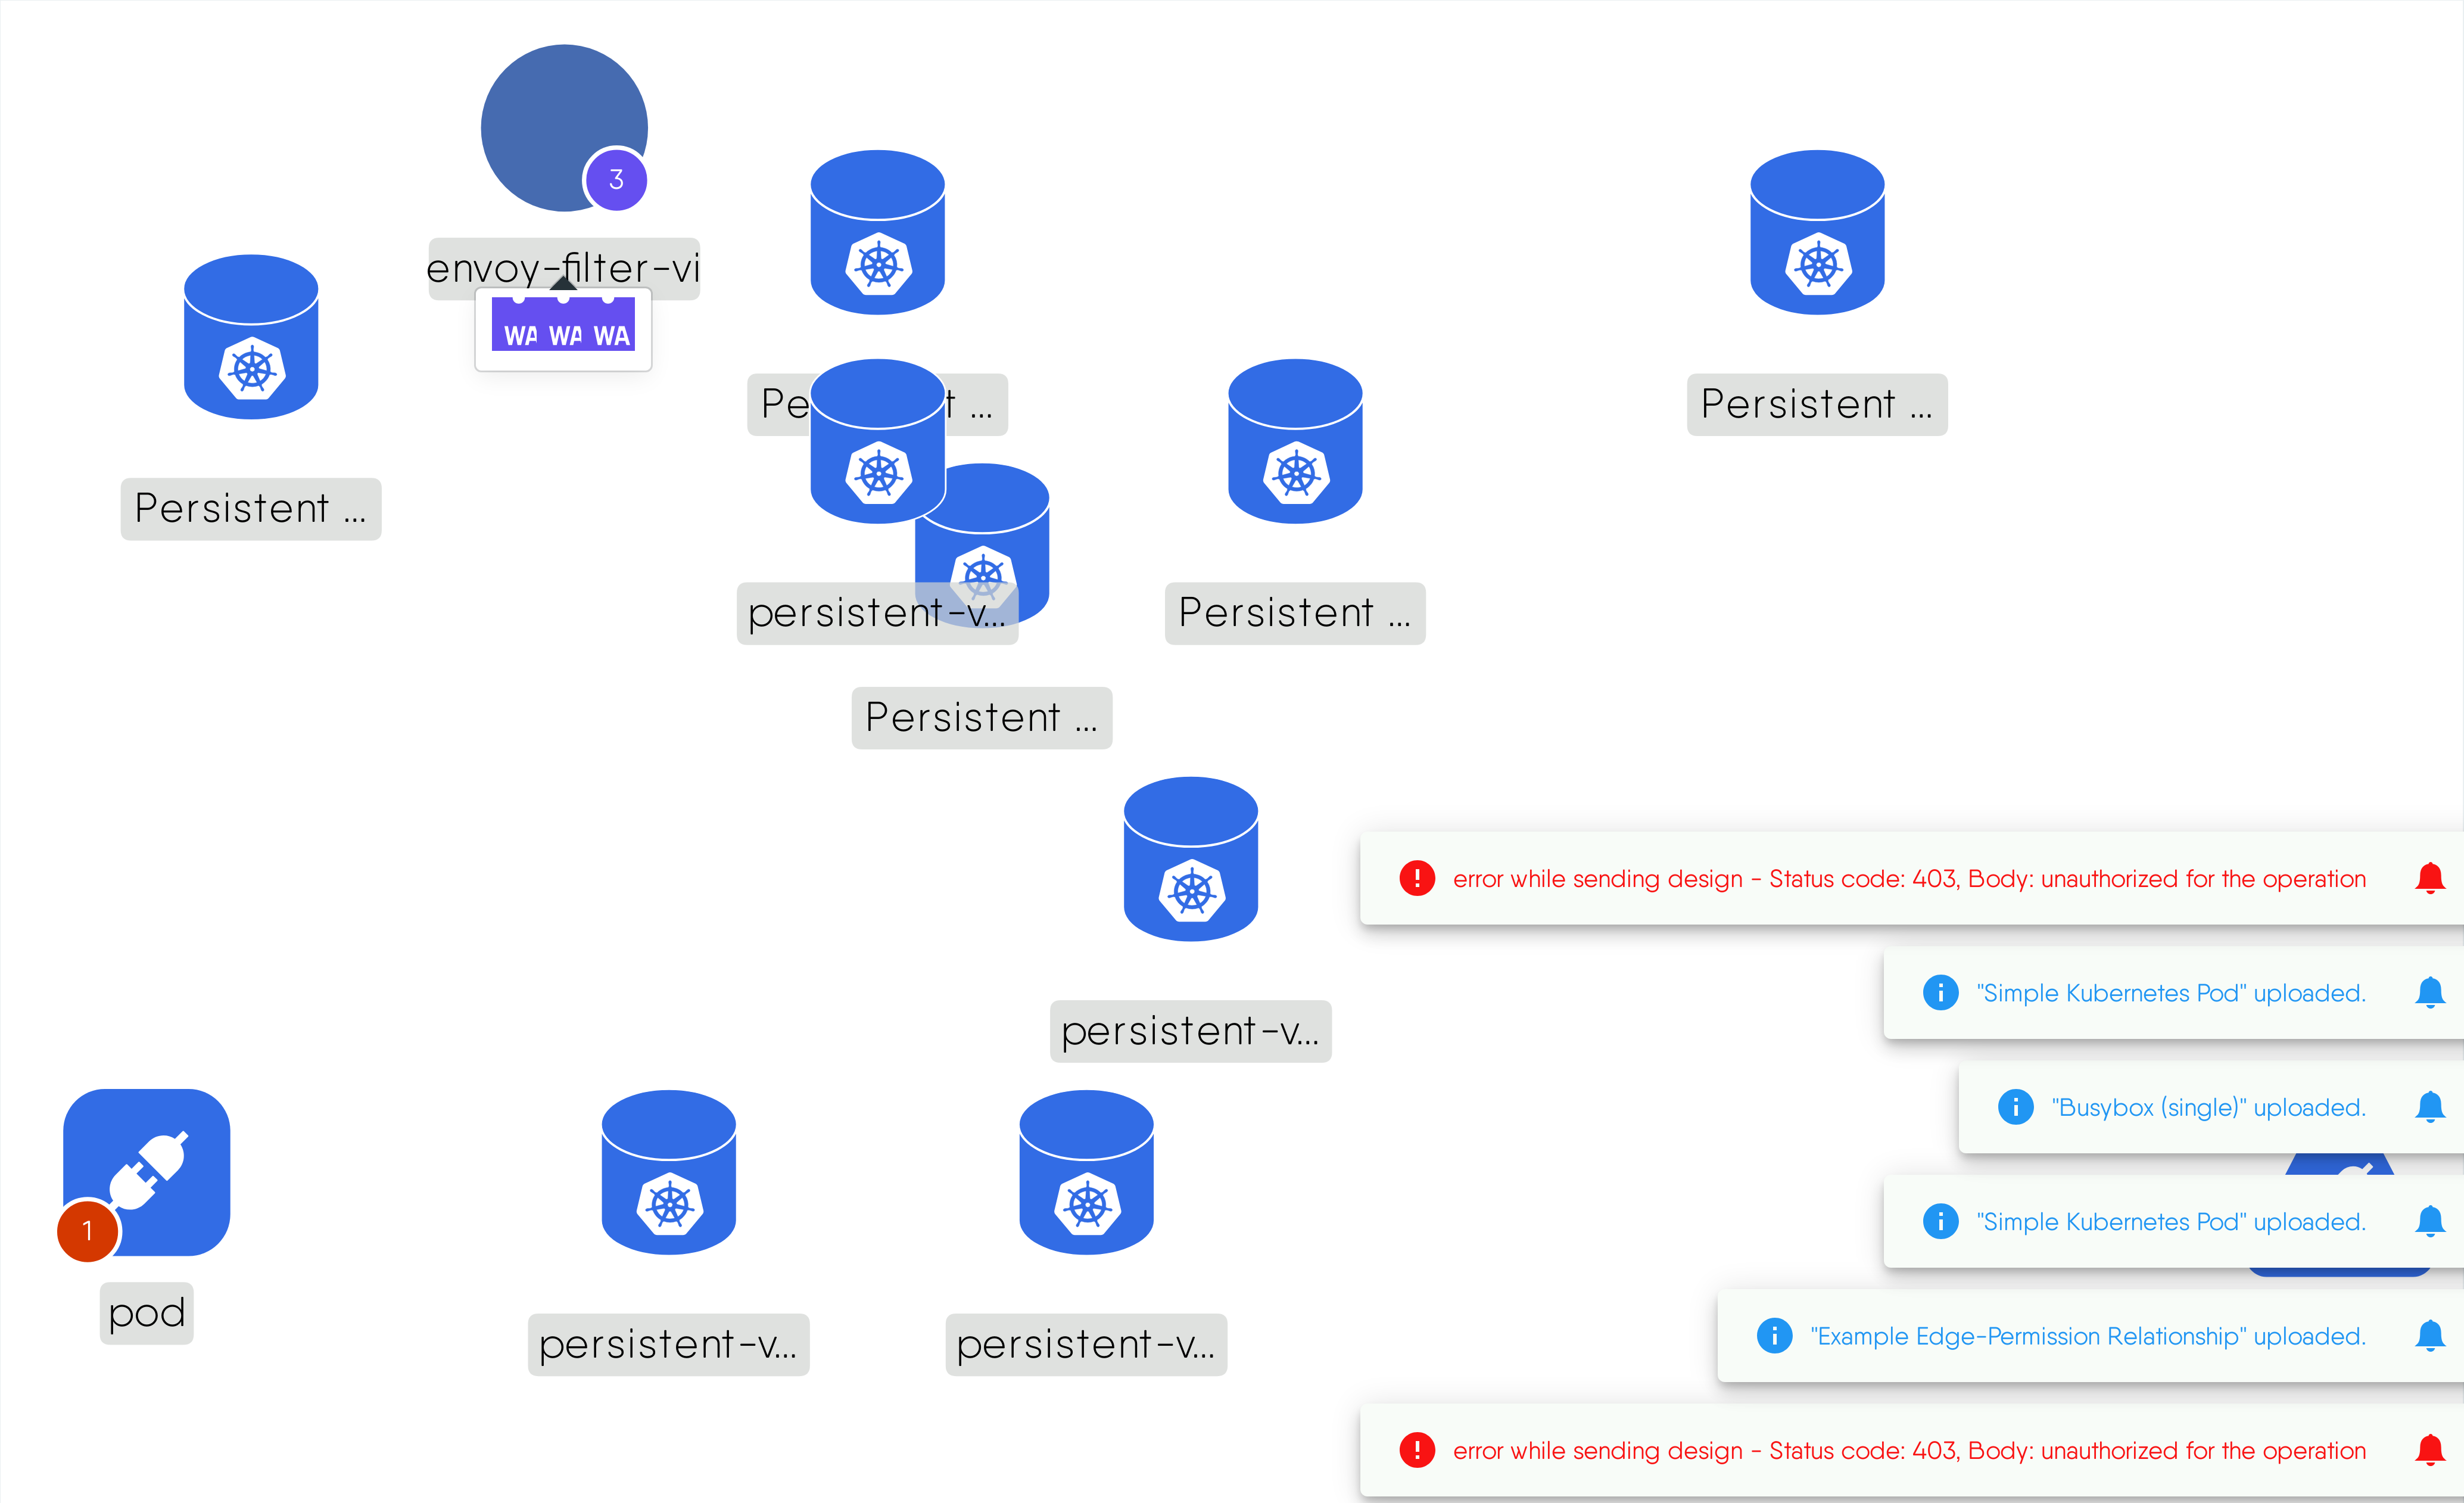 3
envoy-filter-vi
WA WA WA
Persistent ...
Pe t ...
Persistent ...
Persistent ...
persistent-v...
Persistent ...
Persistent ...
error while sending design - Status code: 403, Body: unauthorized for the operation
"Simple Kubernetes Pod" uploaded.
persistent-v...
"Busybox (single)" uploaded.
1
"Simple Kubernetes Pod" uploaded.
pod
"Example Edge-Permission Relationship" uploaded.
persistent-v...
persistent-v...
error while sending design - Status code: 403, Body: unauthorized for the operation